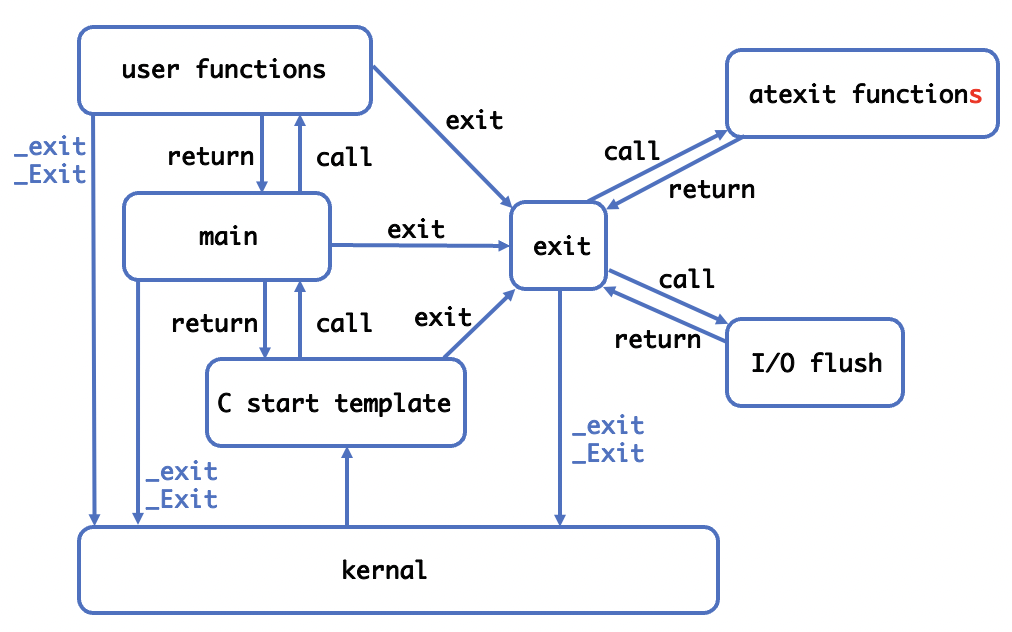 user functions
atexit functions
exit
_exit
_Exit
return
call
call
return
main
exit
exit
call
return
call
exit
return
I/O flush
C start template
_exit
_Exit
_exit
_Exit
kernal